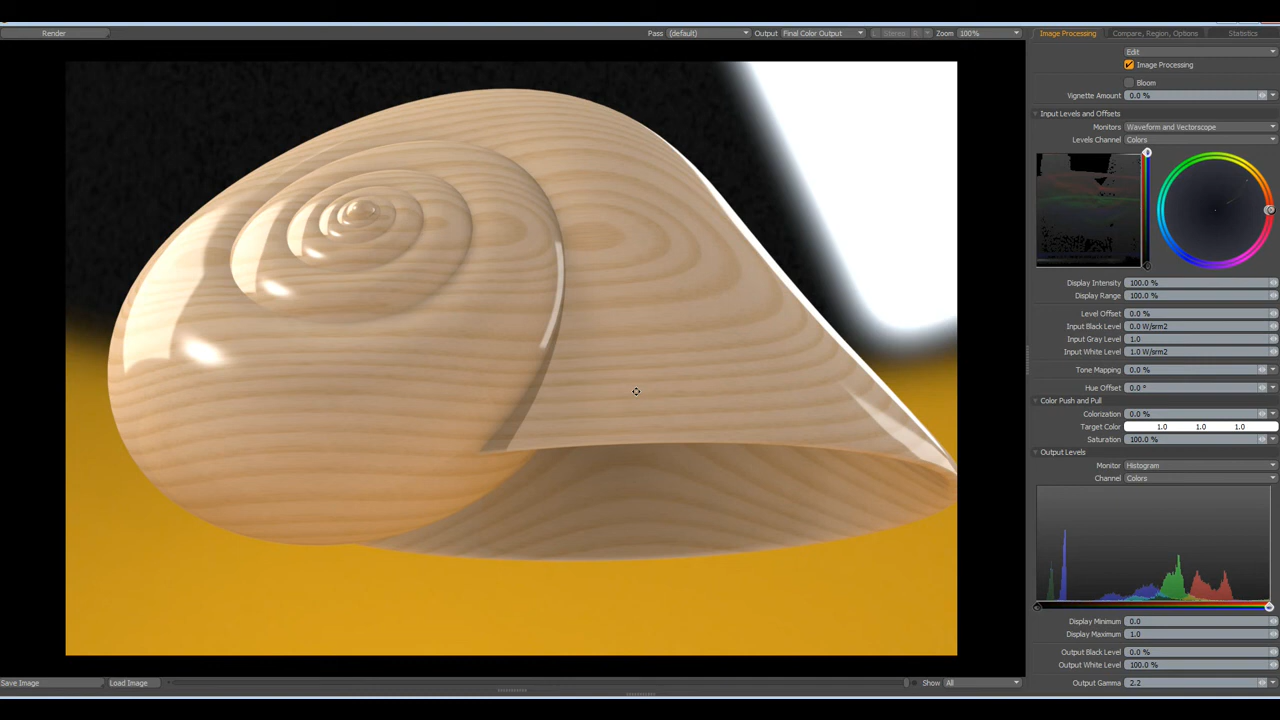 Render
Pass (default) Output Final Color Output L Stereo R Zoom 100%
Image Processing Compare, Region, Options Statistics
Edit
Image Processing
Bloom
Vignette Amount 0.0 %
Input Levels and Offsets
Monitors Waveform and Vectorscope
Levels Channel Colors
Display Intensity 100.0 %
Display Range 100.0 %
Level Offset 0.0 %
Input Black Level 0.0 W/srm2
Input Gray Level 1.0
Input White Level 1.0 W/srm2
Tone Mapping 0.0 %
Hue Offset 0.0 °
Color Push and Pull
Colorization 0.0 %
Target Color 1.0 1.0 1.0
Saturation 100.0 %
Output Levels
Monitor Histogram
Channel Colors
Display Minimum 0.0
Display Maximum 1.0
Output Black Level 0.0 %
Output White Level 100.0 %
Output Gamma 2.2
Save Image Load Image Show All